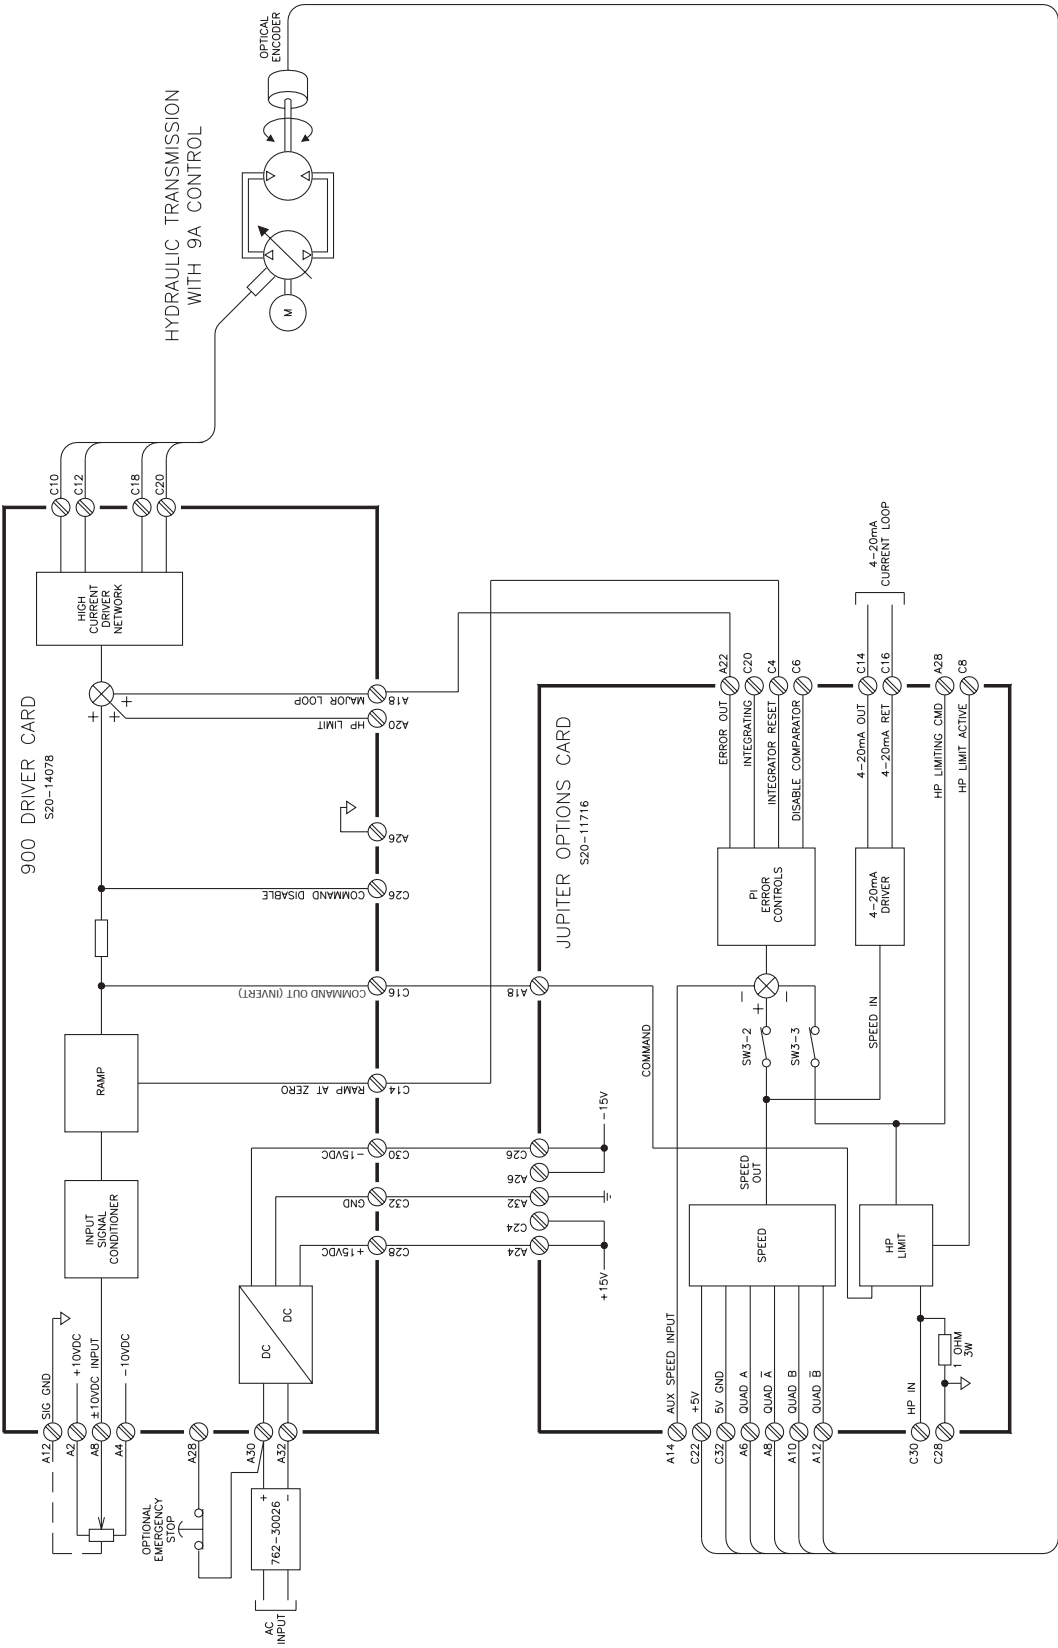 HYDRAULIC TRANSMISSION
WITH 9A CONTROL
OPTICAL
ENCODER
M
900 DRIVER CARD
S20-14078
A12
SIG GND
A2
+10VDC
A8
±10VDC INPUT
A4
-10VDC
A28
OPTIONAL
EMERGENCY
STOP
A30
A32
+
-
762-30026
AC
INPUT
INPUT
SIGNAL
CONDITIONER
RAMP
HIGH
CURRENT
DRIVER
NETWORK
DC
DC
+
+
+
C10
C12
C18
C20
C28
+15VDC
C32
GND
C30
-15VDC
C14
RAMP AT ZERO
C16
COMMAND OUT (INVERT)
C26
COMMAND DISABLE
A26
A20
HP LIMIT
A18
MAJOR LOOP
JUPITER OPTIONS CARD
S20-11716
A24
C24
A32
A26
C26
A18
+15V
-15V
COMMAND
A14
AUX SPEED INPUT
C22
+5V
C32
5V GND
A6
QUAD A
A8
QUAD A̅
A10
QUAD B
A12
QUAD B̅
C30
HP IN
C28
1 OHM
3W
SPEED
SPEED
OUT
HP
LIMIT
SW3-2
SW3-3
SPEED IN
-
+
-
PI
ERROR
CONTROLS
4-20mA
DRIVER
ERROR OUT
A22
INTEGRATING
C20
INTEGRATOR RESET
C4
DISABLE COMPARATOR
C6
4-20mA OUT
C14
4-20mA RET
C16
HP LIMITING CMD
A28
HP LIMIT ACTIVE
C8
4-20mA
CURRENT LOOP